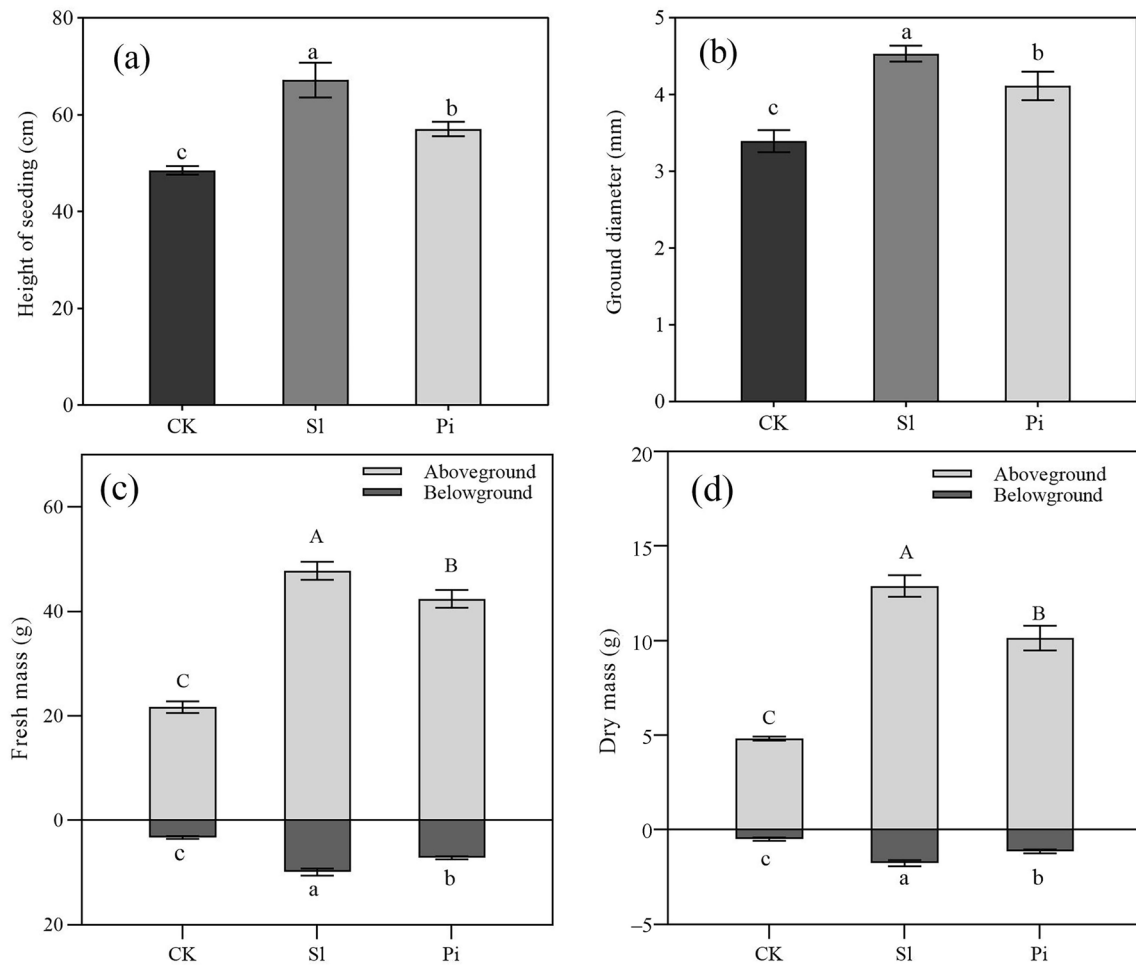 (a)
Height of seeding (cm)
80
60
40
20
0
c
a
b
CK
Sl
Pi
(b)
Ground diameter (mm)
5
4
3
2
1
0
c
a
b
CK
Sl
Pi
(c)
Aboveground
Belowground
Fresh mass (g)
60
40
20
0
20
C
A
B
c
a
b
CK
Sl
Pi
(d)
Aboveground
Belowground
Dry mass (g)
20
15
10
5
0
–5
C
A
B
c
a
b
CK
Sl
Pi